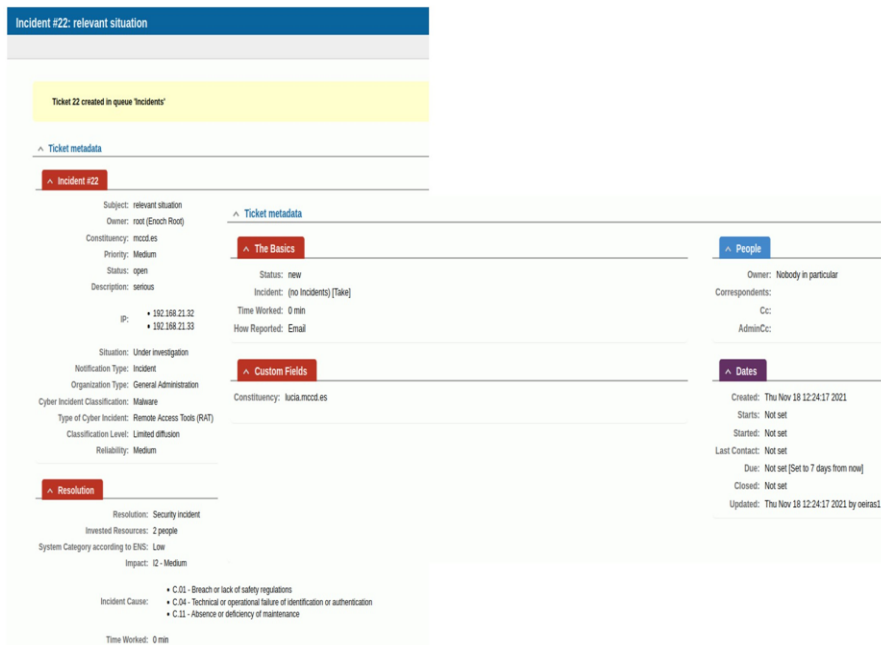 Incident #22: relevant situation
Ticket 22 created in queue 'Incidents'
Ticket metadata
Incident #22
Subject: relevant situation
Owner: root (Enoch Root)
Constituency: mccd.es
Priority: Medium
Status: open
Description: serious
IP:
• 192.168.21.32
• 192.168.21.33
Situation: Under investigation
Notification Type: Incident
Organization Type: General Administration
Cyber Incident Classification: Malware
Type of Cyber Incident: Remote Access Tools (RAT)
Classification Level: Limited diffusion
Reliability: Medium
Resolution
Resolution: Security incident
Invested Resources: 2 people
System Category according to ENS: Low
Impact: I2 - Medium
Incident Cause:
• C.01 - Breach or lack of safety regulations
• C.04 - Technical or operational failure of identification or authentication
• C.11 - Absence or deficiency of maintenance
Time Worked: 0 min
Ticket metadata
The Basics
Status: new
Incident: (no Incidents) [Take]
Time Worked: 0 min
How Reported: Email
Custom Fields
Constituency: lucia.mccd.es
People
Owner: Nobody in particular
Correspondents:
Cc:
AdminCc:
Dates
Created: Thu Nov 18 12:24:17 2021
Starts: Not set
Started: Not set
Last Contact: Not set
Due: Not set [Set to 7 days from now]
Closed: Not set
Updated: Thu Nov 18 12:24:17 2021 by oeiras1